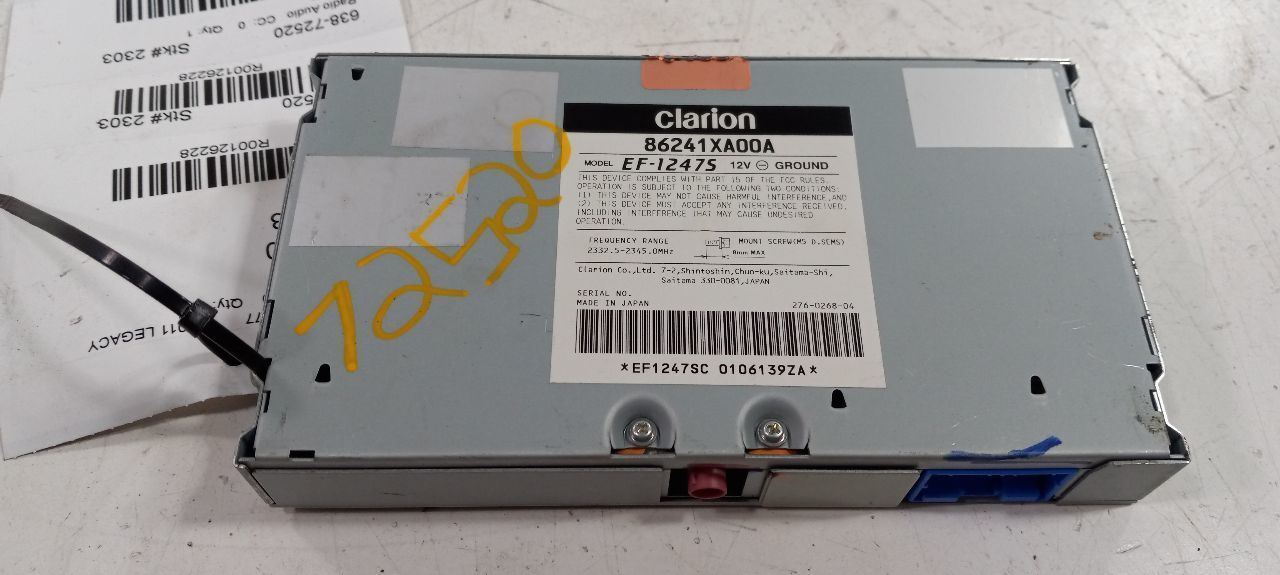 clarion
86241XA00A
MODEL EF-1247S 12V ⊖ GROUND
THIS DEVICE COMPLIES WITH PART 15 OF THE FCC RULES
OPERATION IS SUBJECT TO THE FOLLOWING TWO CONDITIONS:
(1) THIS DEVICE MAY NOT CAUSE HARMFUL INTERFERENCE,AND
(2) THIS DEVICE MUST ACCEPT ANY INTERFERENCE RECEIVED,
INCLUDING INTERFERENCE THAT MAY CAUSE UNDESIRED
OPERATION.
FREQUENCY RANGE
2332.5-2345.0MHz
MOUNT SCREW(M5 D.SEMS)
8mm MAX
Clarion Co.,Ltd. 7-2,Shintoshin,Chuo-ku,Saitama-Shi,
Saitama 330-0081,JAPAN
SERIAL NO.
MADE IN JAPAN 276-0268-04
*EF1247SC 0106139ZA*
72520
638-72520
Radio Audio CC: 0 Qty: 1
Stk# 2303
R00126228
520
Stk# 2303
R00126228
Qty:
011 LEGACY